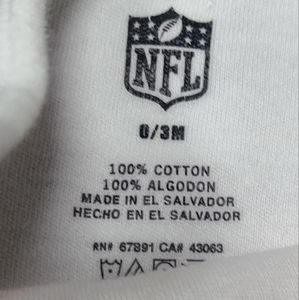 NFL
0/3M
100% COTTON
100% ALGODON
MADE IN EL SALVADOR
HECHO EN EL SALVADOR
RN# 67891 CA# 43063